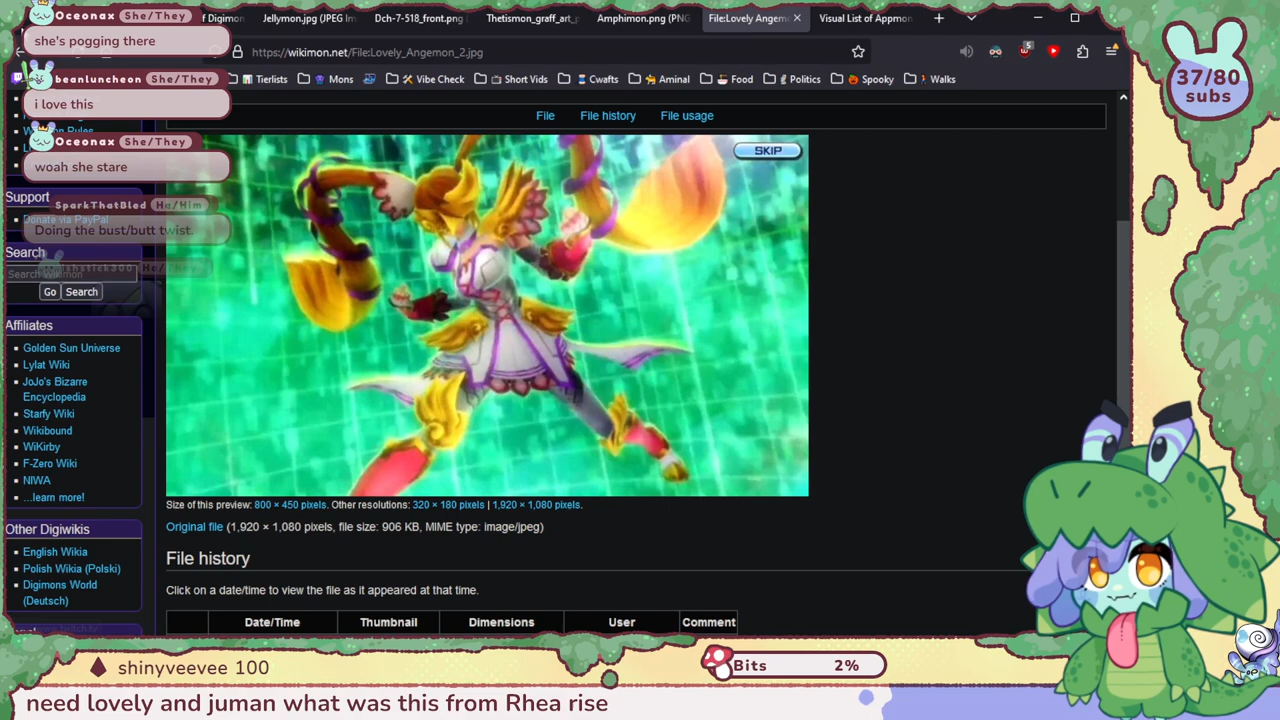 Oceonax She/They
she's pogging there
beanluncheon She/They
i love this
Oceonax She/They
woah she stare
SparkThatBled He/Him
Doing the bust/butt twist.
f Digimon
Jellymon.jpg (JPEG Im
Dch-7-518_front.png
Thetismon_graff_art_
Amphimon.png (PNG
File:Lovely Angem
Visual List of Appmon
https://wikimon.net/File:Lovely_Angemon_2.jpg
5
Tierlists
Mons
Vibe Check
Short Vids
Cwafts
Aminal
Food
Politics
Spooky
Walks
File
File history
File usage
SKIP
37/80
subs
Support
Donate via PayPal
Search
Search Wikimon
Go
Search
Affiliates
Golden Sun Universe
Lylat Wiki
JoJo's Bizarre
Encyclopedia
Starfy Wiki
Wikibound
WiKirby
F-Zero Wiki
NIWA
...learn more!
Other Digiwikis
English Wikia
Polish Wikia (Polski)
Digimons World
(Deutsch)
Size of this preview: 800 × 450 pixels. Other resolutions: 320 × 180 pixels | 1,920 × 1,080 pixels.
Original file (1,920 × 1,080 pixels, file size: 906 KB, MIME type: image/jpeg)
File history
Click on a date/time to view the file as it appeared at that time.
Date/Time
Thumbnail
Dimensions
User
Comment
shinyveevee 100
Bits
2%
need lovely and juman what was this from Rhea rise